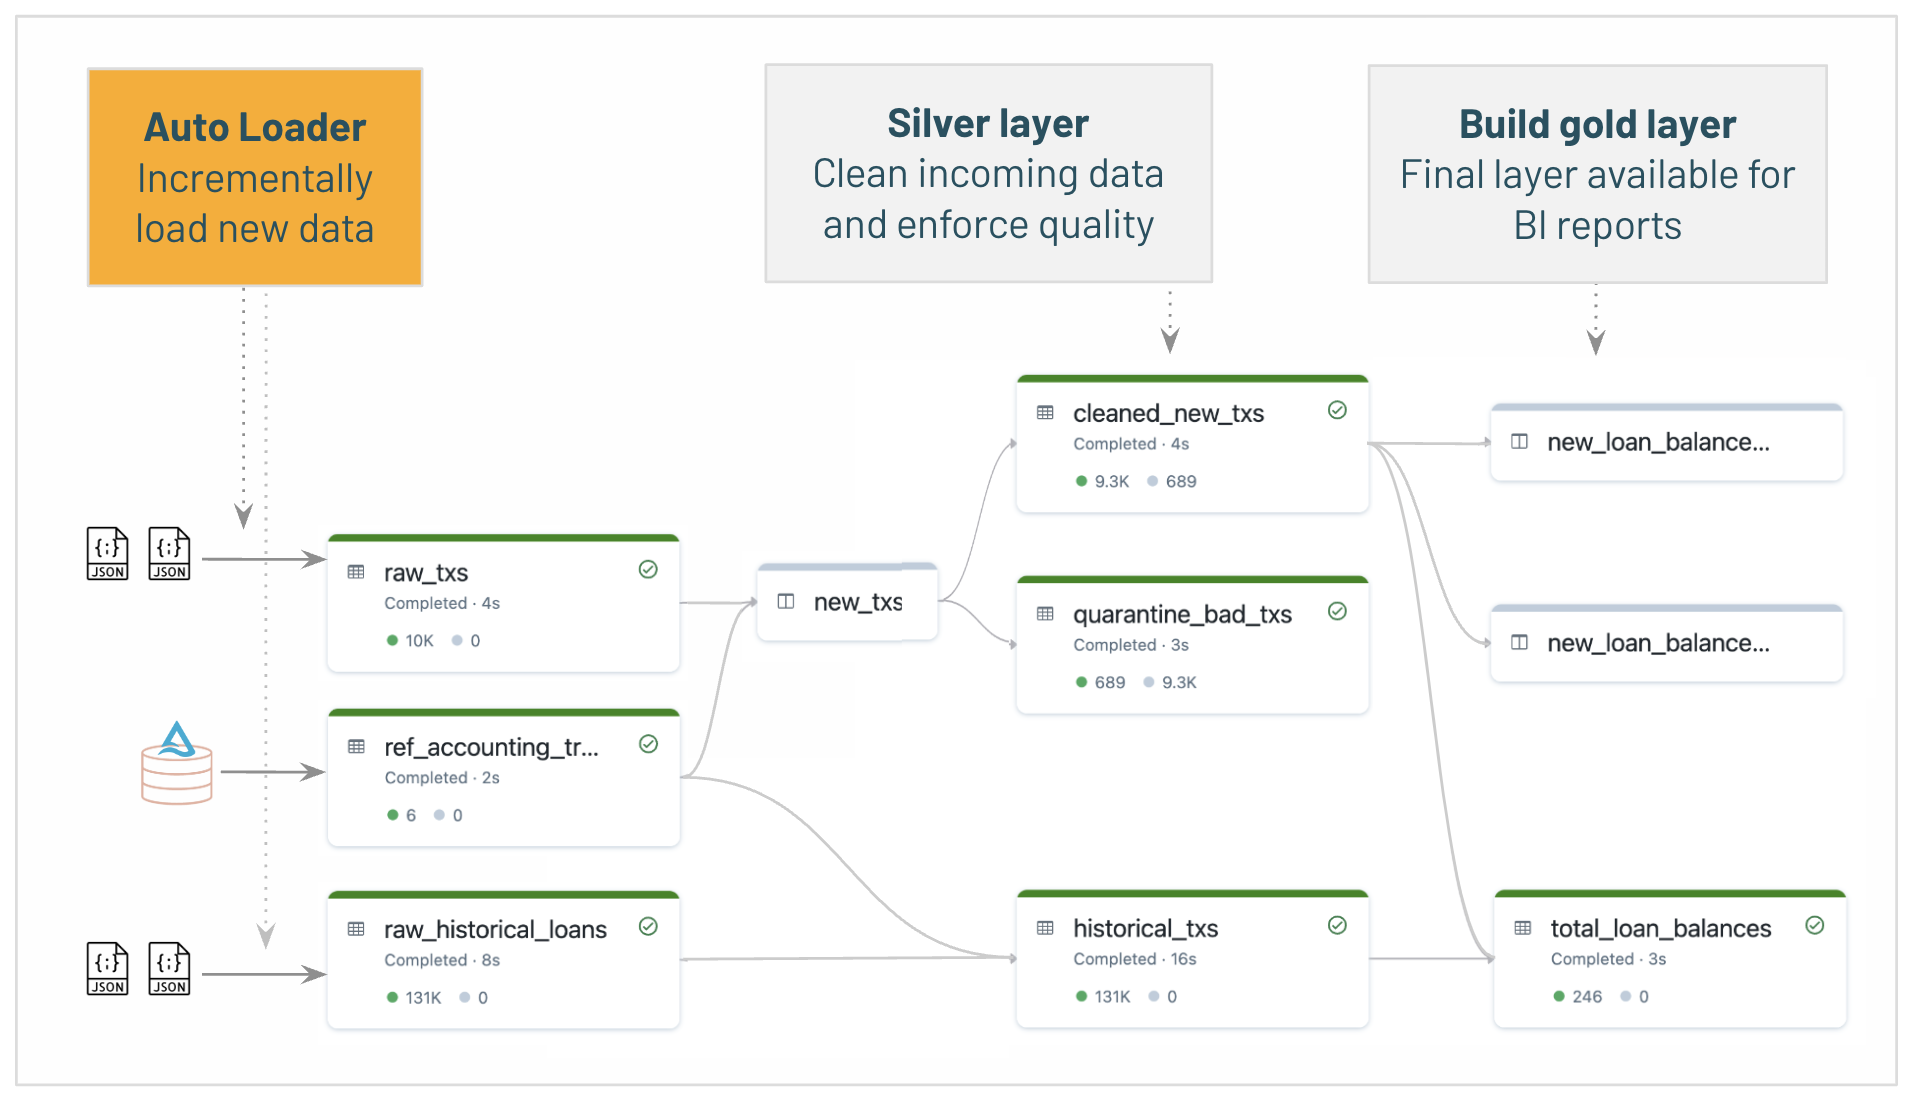 Auto Loader
Incrementally
load new data
Silver layer
Clean incoming data
and enforce quality
Build gold layer
Final layer available for
BI reports
{;} JSON
{;} JSON
raw_txs
Completed · 4s
10K 0
ref_accounting_tr...
Completed · 2s
6 0
{;} JSON
{;} JSON
raw_historical_loans
Completed · 8s
131K 0
new_txs
cleaned_new_txs
Completed · 4s
9.3K 689
quarantine_bad_txs
Completed · 3s
689 9.3K
historical_txs
Completed · 16s
131K 0
new_loan_balance...
new_loan_balance...
total_loan_balances
Completed · 3s
246 0